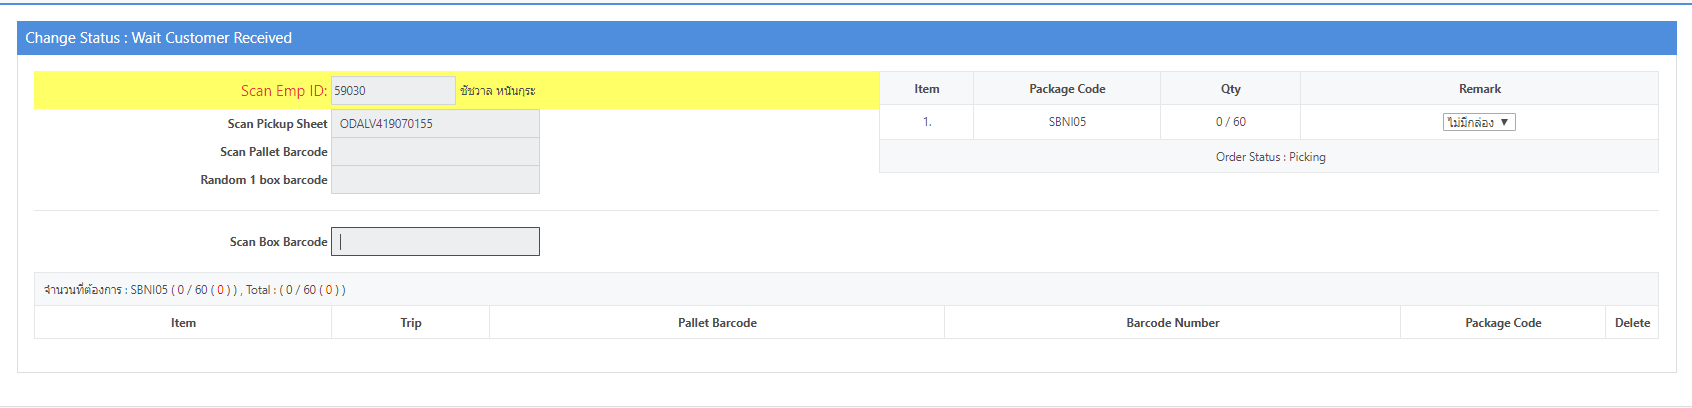 Change Status : Wait Customer Received
Scan Emp ID: 59030 ชัชวาล หนันกุระ
Scan Pickup Sheet ODALV419070155
Scan Pallet Barcode
Random 1 box barcode
Item Package Code Qty Remark
1. SBNI05 0 / 60 ไม่มีกล่อง ▼
Order Status : Picking
Scan Box Barcode
จำนวนที่ต้องการ : SBNI05 ( 0 / 60 ( 0 ) ) , Total : ( 0 / 60 ( 0 ) )
Item Trip Pallet Barcode Barcode Number Package Code Delete